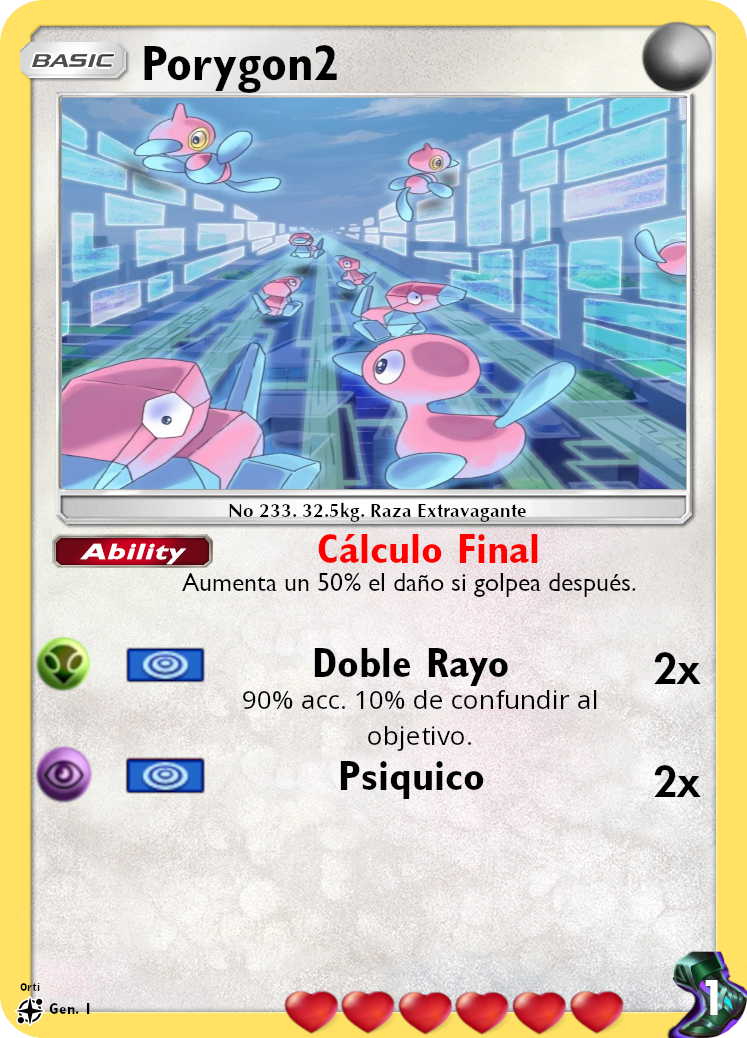 BASIC
Porygon2
No 233. 32.5kg. Raza Extravagante
Ability
Cálculo Final
Aumenta un 50% el daño si golpea después.
Doble Rayo
2x
90% acc. 10% de confundir al
objetivo.
Psiquico
2x
Orti
Gen. 1
1